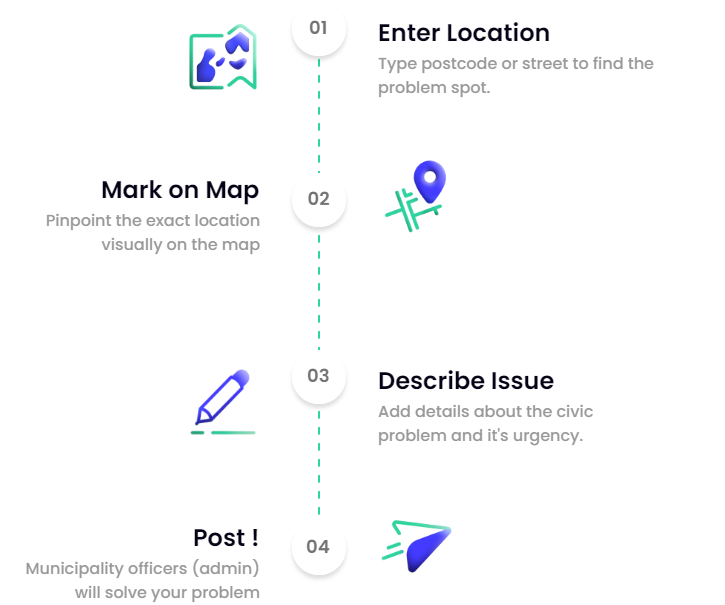 01
Enter Location
Type postcode or street to find the
problem spot.
Mark on Map
02
Pinpoint the exact location
visually on the map
03
Describe Issue
Add details about the civic
problem and it's urgency.
Post !
04
Municipality officers (admin)
will solve your problem